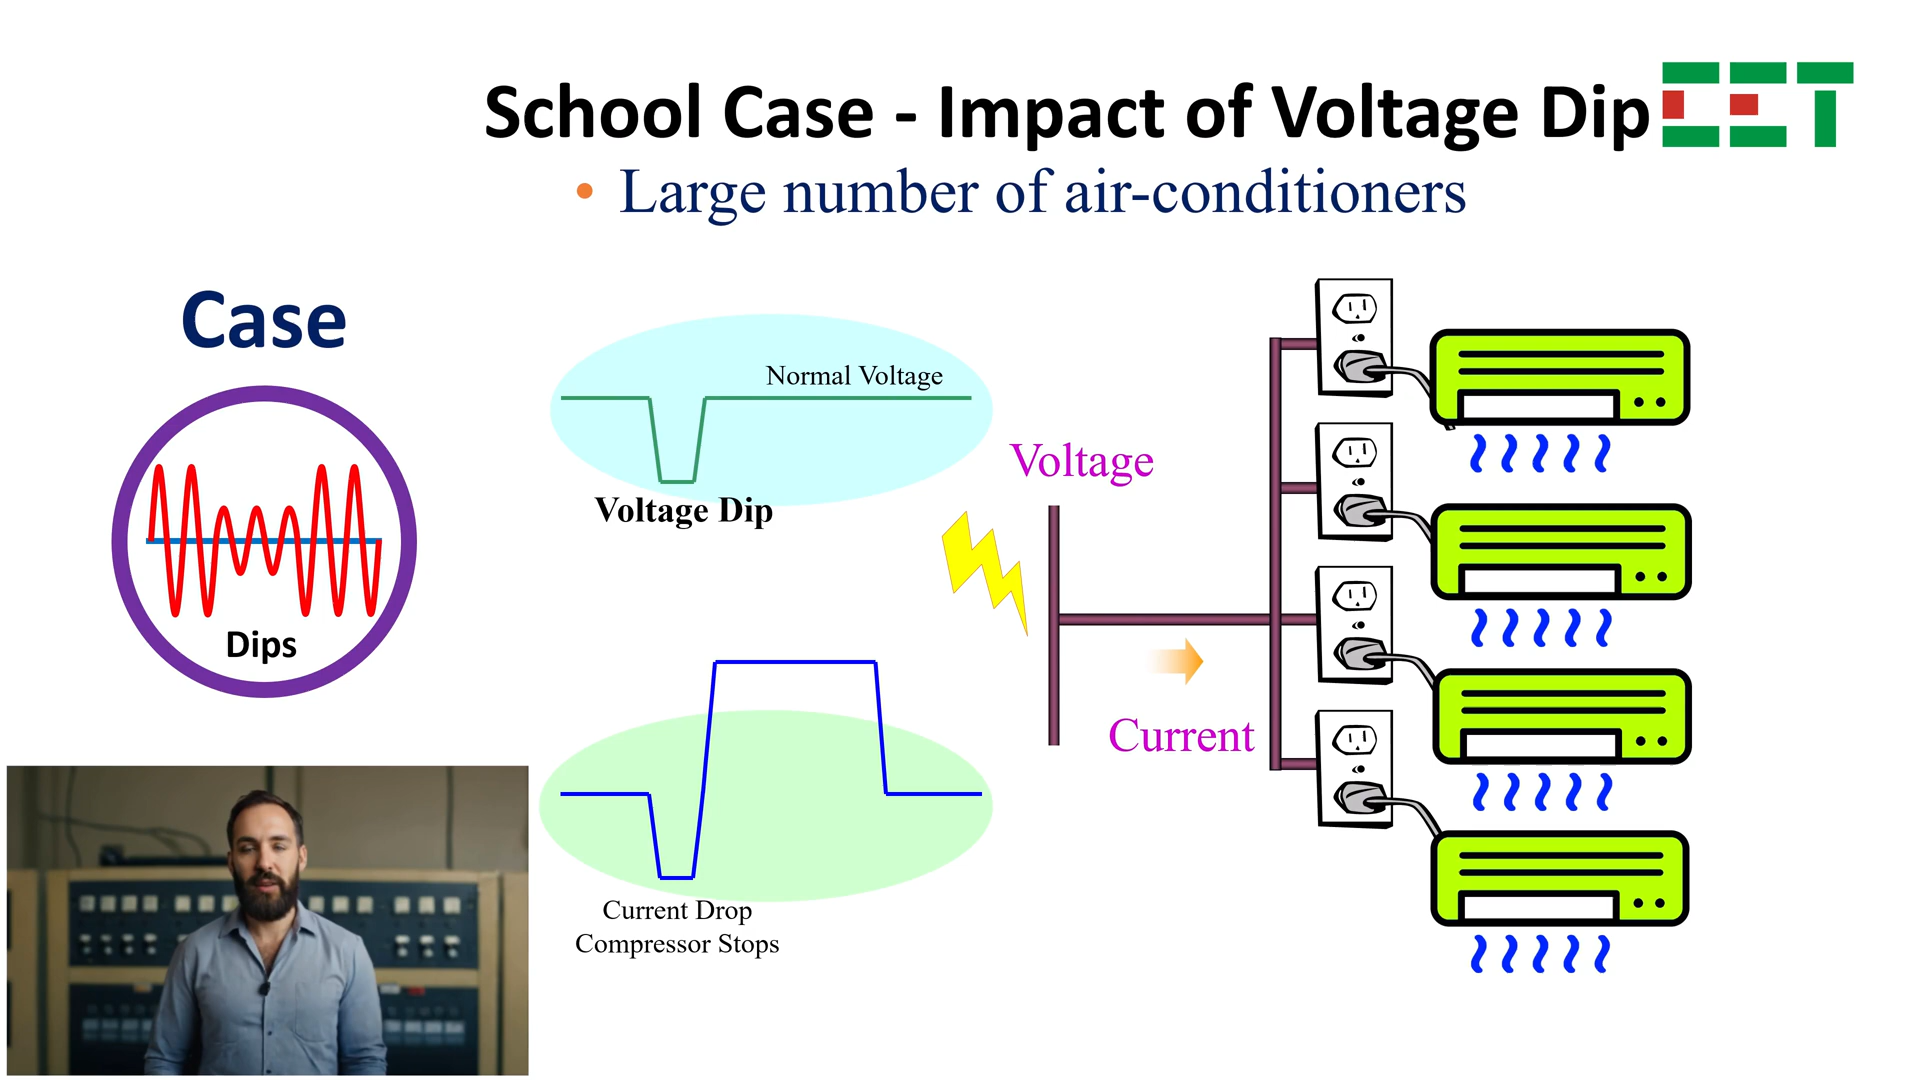 School Case - Impact of Voltage Dip
CET
• Large number of air-conditioners
Case
Dips
Normal Voltage
Voltage Dip
Voltage
Current
Current Drop
Compressor Stops